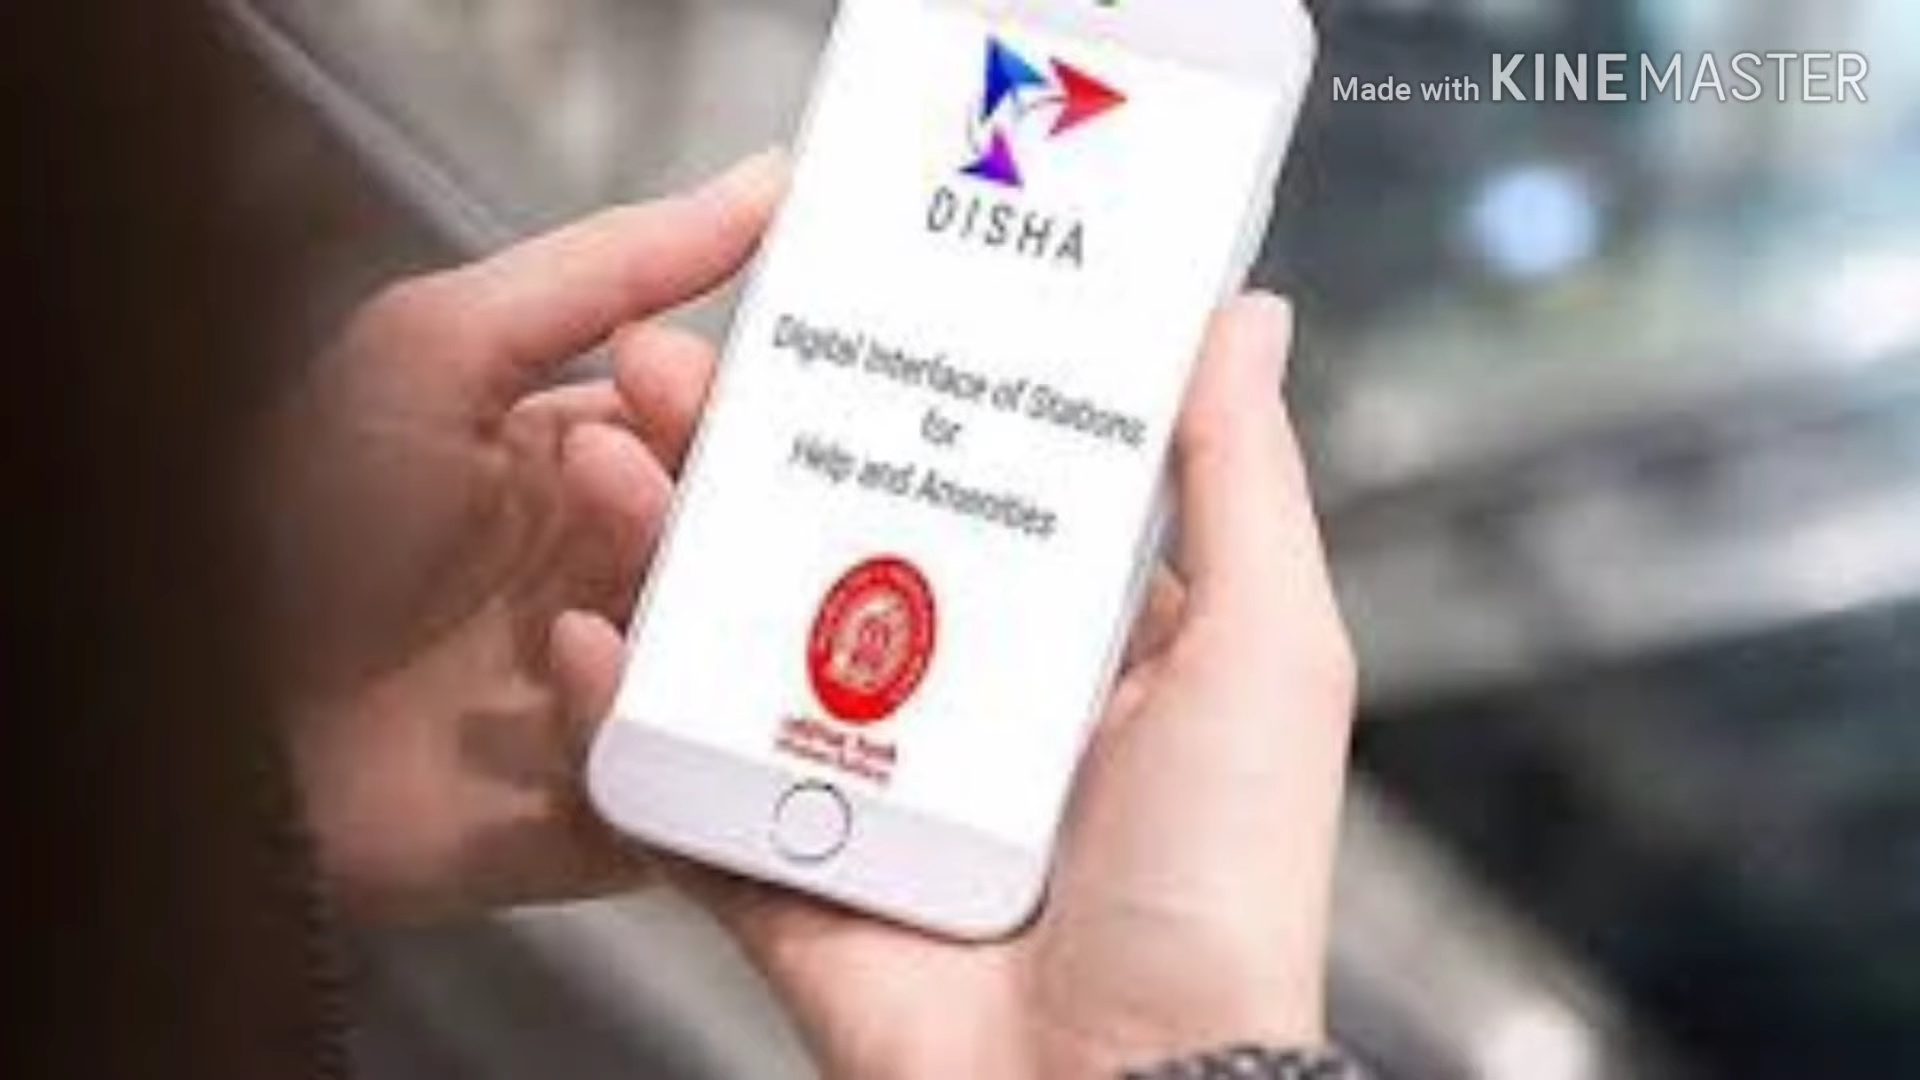 Made with KINEMASTER
DISHA
Digital Interface of Stations
for
Help and Amenities